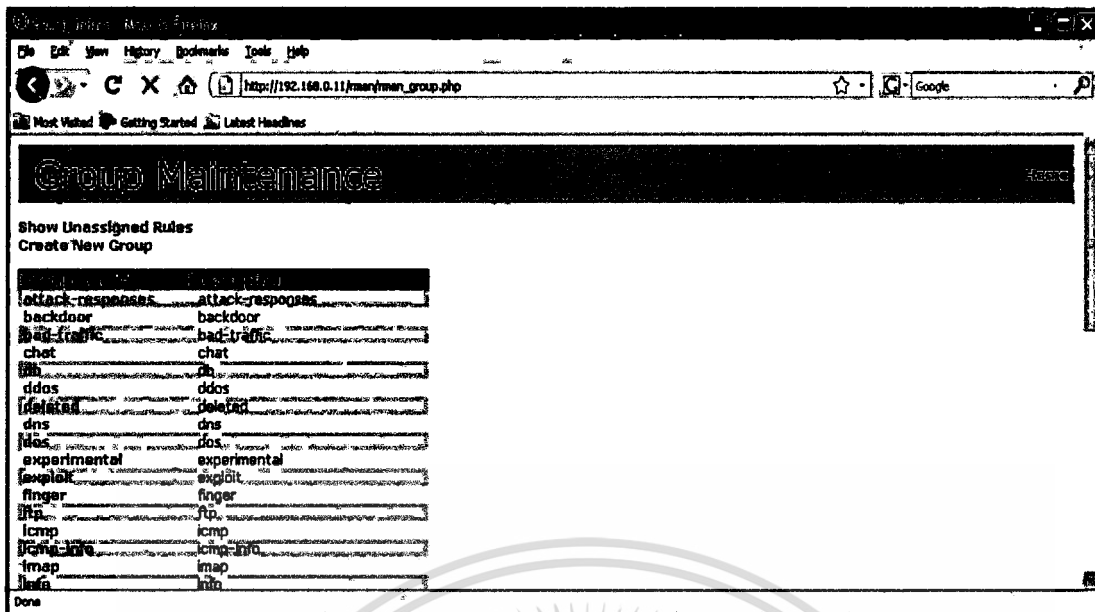 File Edit View History Bookmarks Tools Help
http://192.168.0.11/rman/rman_group.php Google
Most Visited Getting Started Latest Headlines
Group Maintenance Home
Show Unassigned Rules
Create New Group
attack-responses attack-responses
backdoor backdoor
bad-traffic bad-traffic
chat chat
db db
ddos ddos
deleted deleted
dns dns
dos dos
experimental experimental
exploit exploit
finger finger
ftp ftp
icmp icmp
icmp-info icmp-info
imap imap
info info
Done